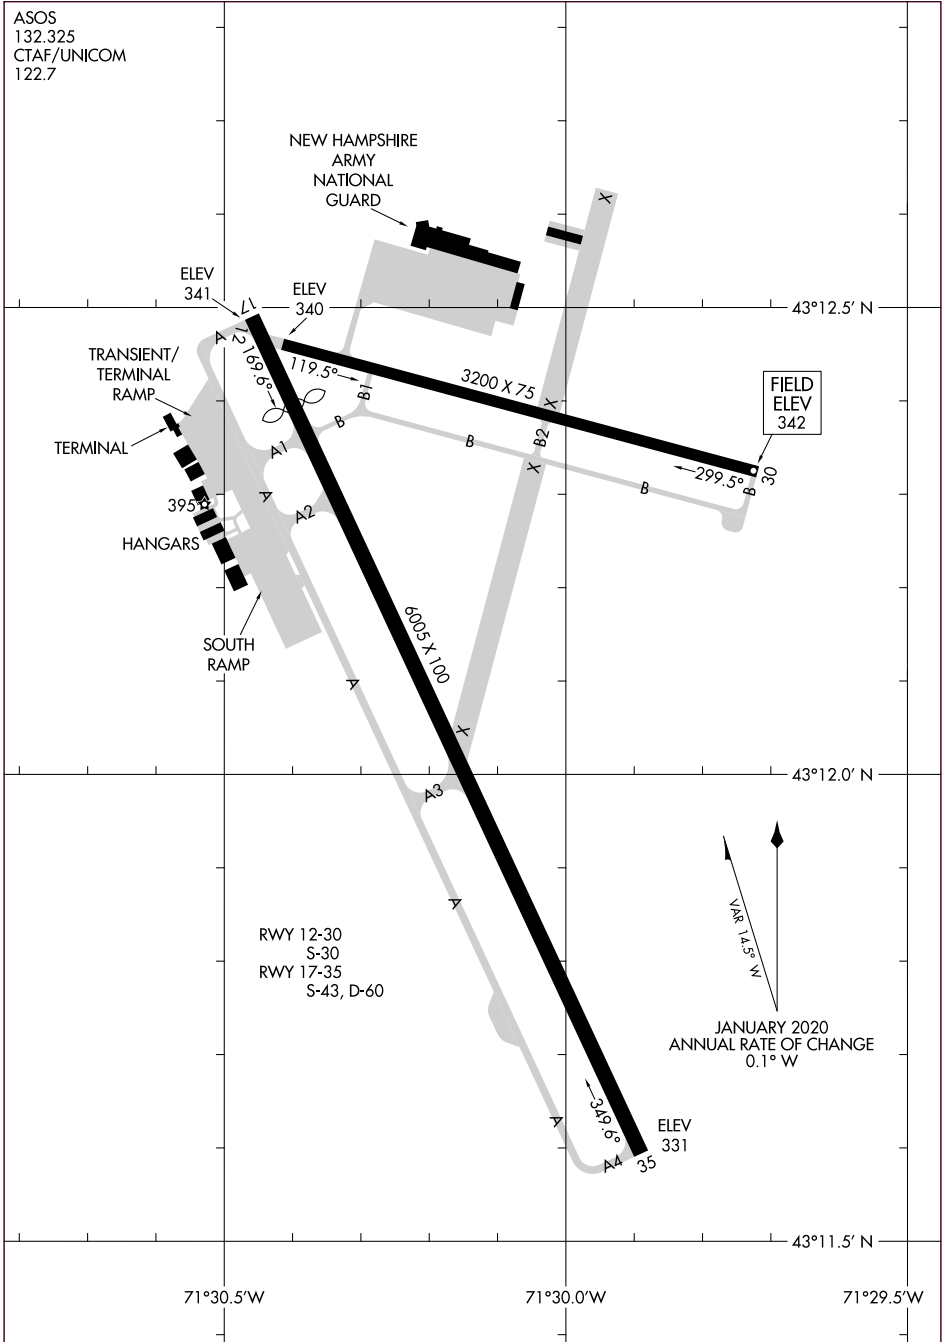 ASOS
132.325
CTAF/UNICOM
122.7
NEW HAMPSHIRE
ARMY
NATIONAL
GUARD
X
ELEV
341
ELEV
340
43°12.5' N
17
12
A
169.6°
119.5°
3200 X 75
TRANSIENT/
TERMINAL
RAMP
TERMINAL
B1
B
X
B2
B
X
FIELD
ELEV
342
299.5°
30
B
B
A1
A
A2
395
HANGARS
SOUTH
RAMP
6005 X 100
A
X
43°12.0' N
A3
A
VAR 14.5° W
RWY 12-30
S-30
RWY 17-35
S-43, D-60
JANUARY 2020
ANNUAL RATE OF CHANGE
0.1° W
A
349.6°
ELEV
331
A4
35
43°11.5' N
71°30.5'W
71°30.0'W
71°29.5'W